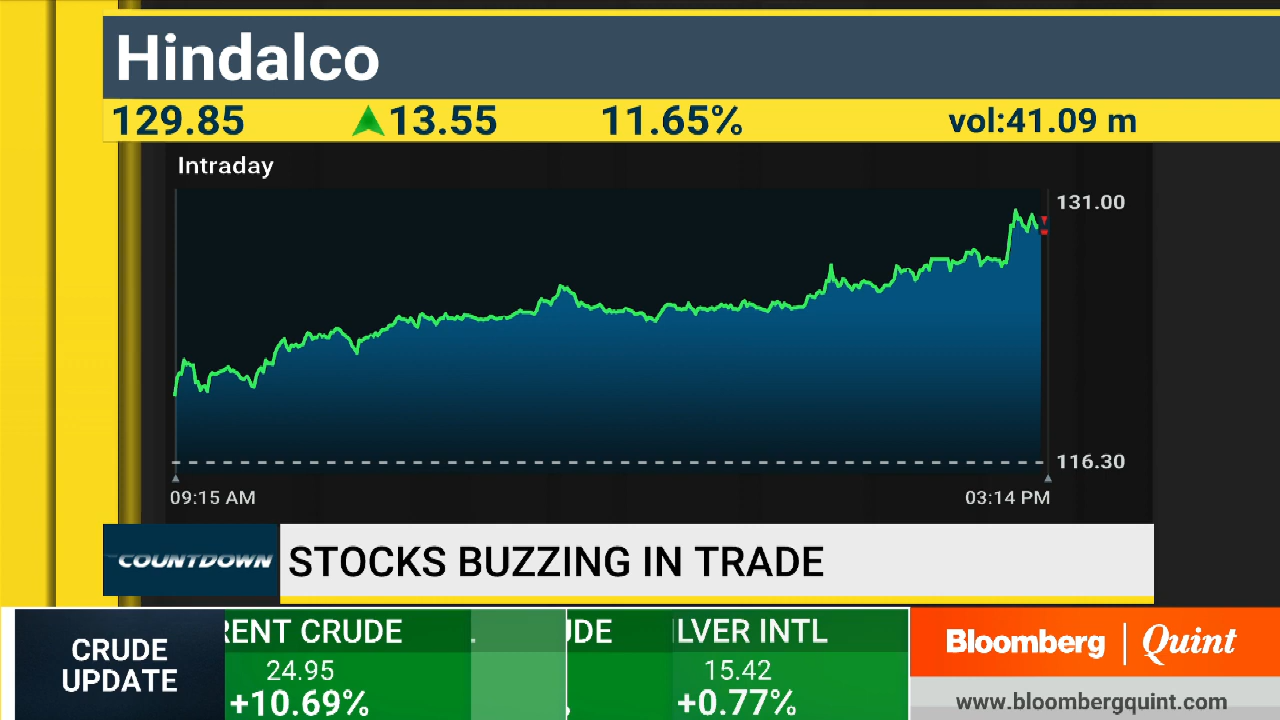 Hindalco
129.85 ▲ 13.55 11.65% vol:41.09 m
Intraday
131.00
116.30
09:15 AM 03:14 PM
COUNTDOWN STOCKS BUZZING IN TRADE
CRUDE
UPDATE
RENT CRUDE
24.95
+10.69%
UDE
LVER INTL
15.42
+0.77%
Bloomberg | Quint
www.bloombergquint.com